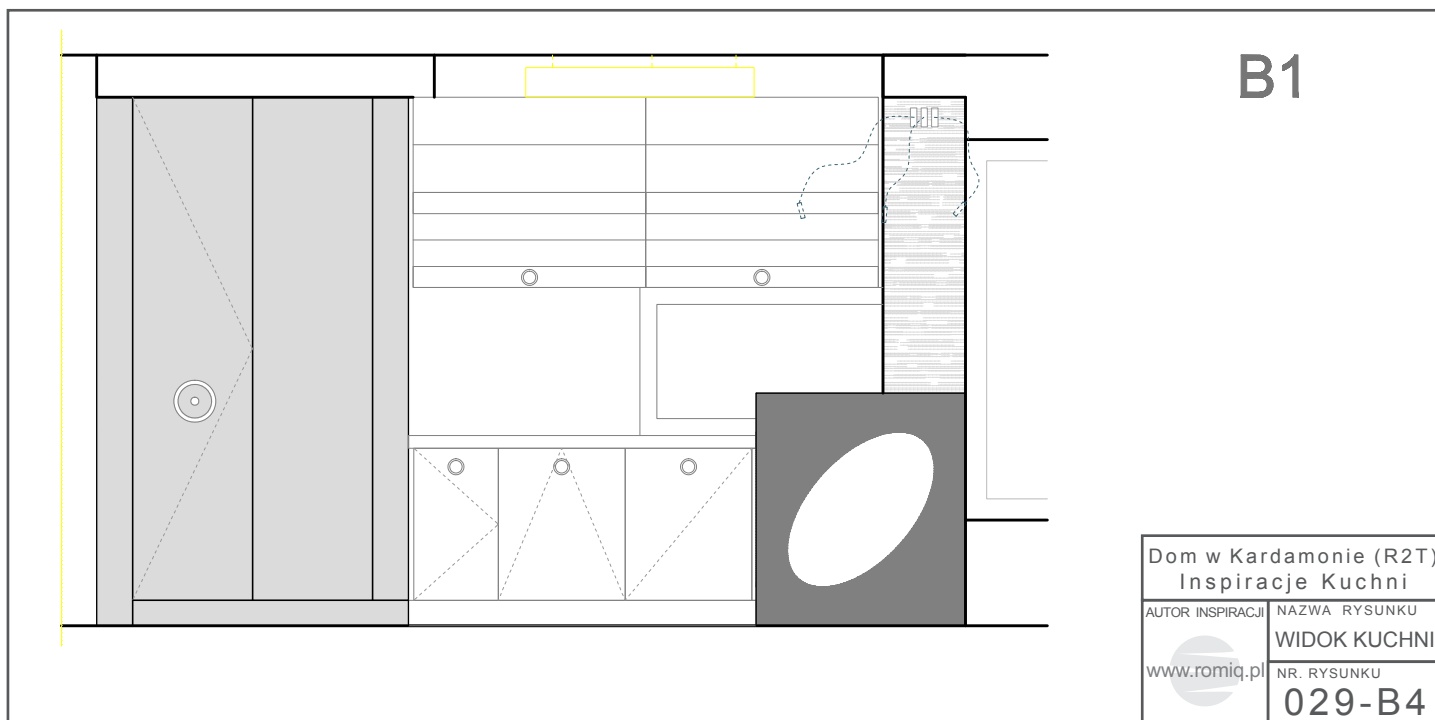 B1
Dom w Kardamonie (R2T)
Inspiracje Kuchni
AUTOR INSPIRACJI
www.romiq.pl
NAZWA RYSUNKU
WIDOK KUCHNI
NR. RYSUNKU
029-B4